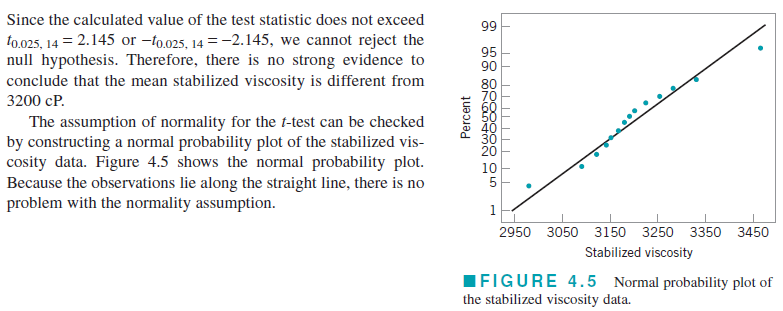 Since the calculated value of the test statistic does not exceed
t0.025, 14 = 2.145 or −t0.025, 14 = −2.145, we cannot reject the
null hypothesis. Therefore, there is no strong evidence to
conclude that the mean stabilized viscosity is different from
3200 cP.
The assumption of normality for the t-test can be checked
by constructing a normal probability plot of the stabilized vis-
cosity data. Figure 4.5 shows the normal probability plot.
Because the observations lie along the straight line, there is no
problem with the normality assumption.
Percent
99
95
90
80
70
60
50
40
30
20
10
5
1
2950 3050 3150 3250 3350 3450
Stabilized viscosity
■ FIGURE 4.5 Normal probability plot of
the stabilized viscosity data.